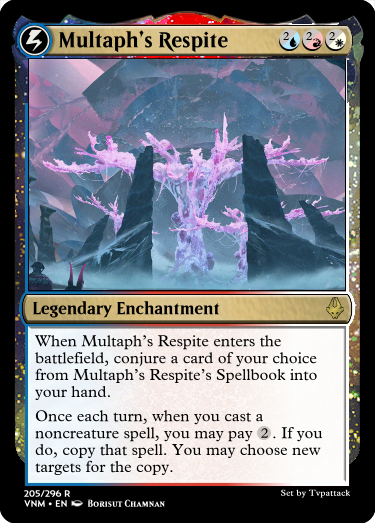 Multaph's Respite 2 2 2
Legendary Enchantment
When Multaph's Respite enters the
battlefield, conjure a card of your choice
from Multaph's Respite's Spellbook into
your hand.
Once each turn, when you cast a
noncreature spell, you may pay 2. If you
do, copy that spell. You may choose new
targets for the copy.
205/296 R
Set by Tvpattack
VNM • EN Borisut Chamnan